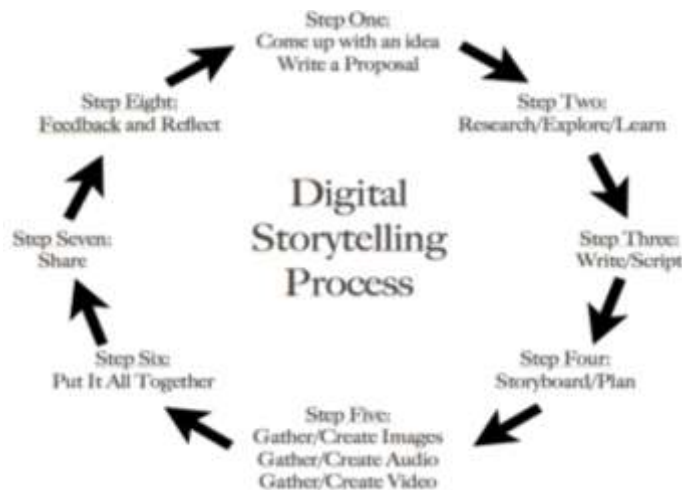 Step One:
Come up with an idea
Write a Proposal
Step Two:
Research/Explore/Learn
Step Three:
Write/Script
Step Four:
Storyboard/Plan
Step Five:
Gather/Create Images
Gather/Create Audio
Gather/Create Video
Step Six:
Put It All Together
Step Seven:
Share
Step Eight:
Feedback and Reflect
Digital
Storytelling
Process